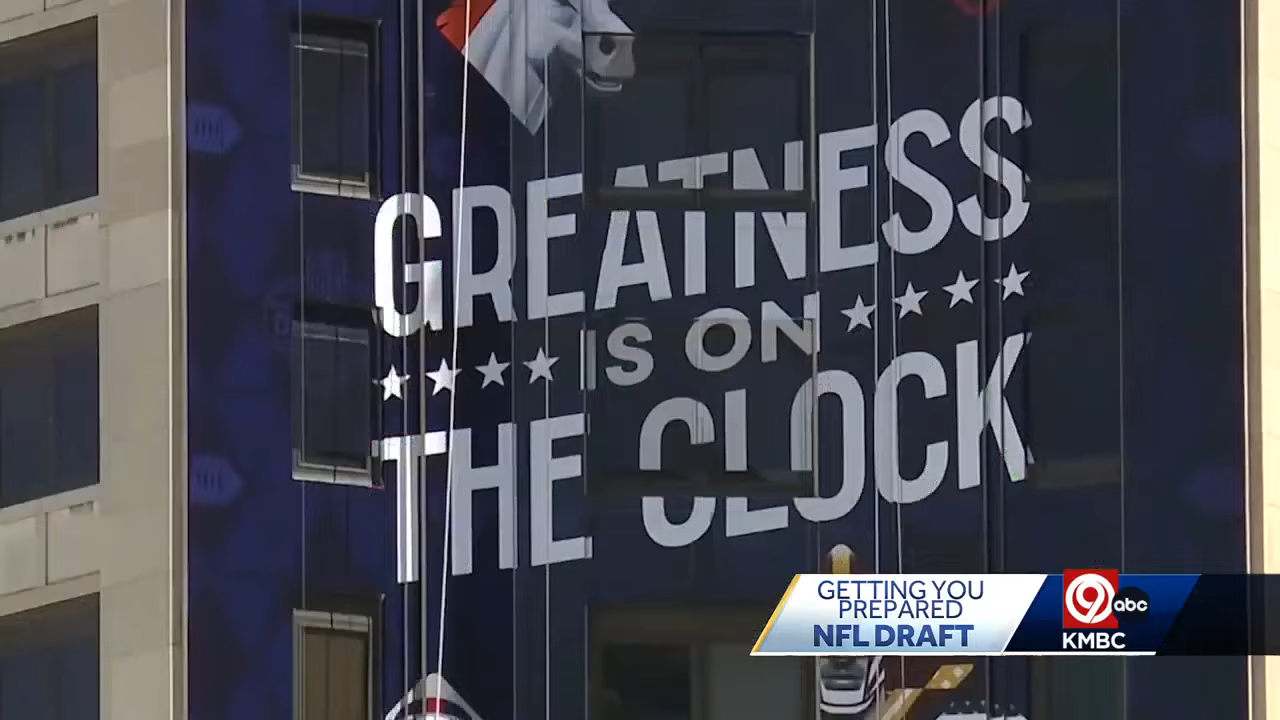 GREATNESS
IS ON
THE CLOCK
GETTING YOU
PREPARED
NFL DRAFT
9 abc
KMBC